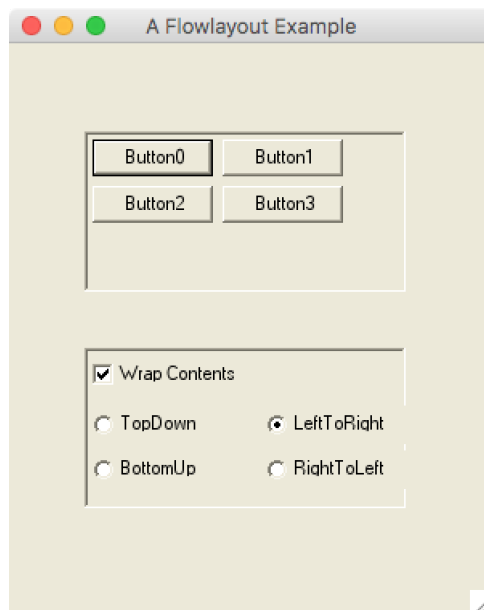 A Flowlayout Example
Button0 Button1
Button2 Button3
Wrap Contents
TopDown LeftToRight
BottomUp RightToLeft